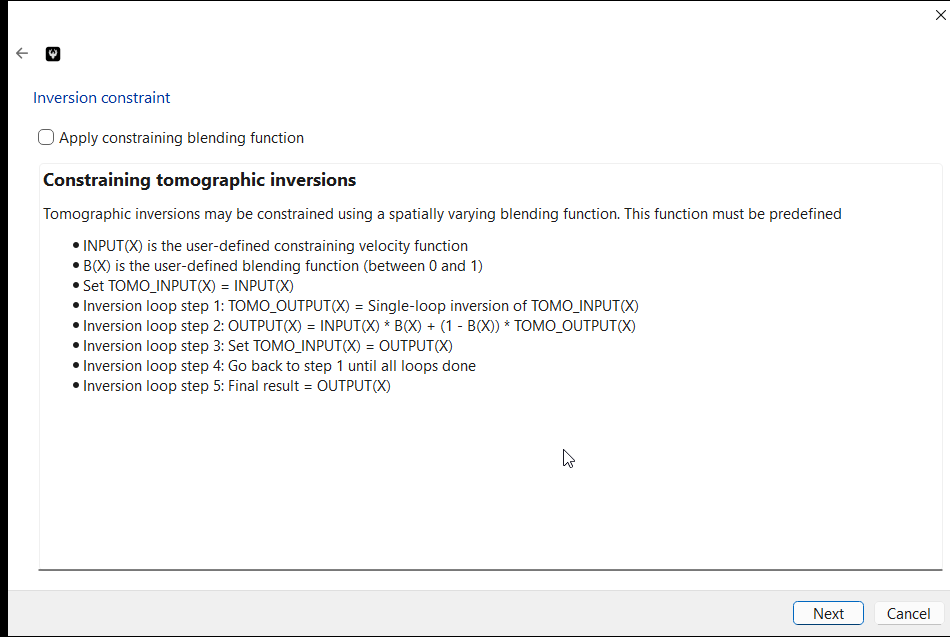 Inversion constraint
Apply constraining blending function
Constraining tomographic inversions
Tomographic inversions may be constrained using a spatially varying blending function. This function must be predefined
• INPUT(X) is the user-defined constraining velocity function
• B(X) is the user-defined blending function (between 0 and 1)
• Set TOMO_INPUT(X) = INPUT(X)
• Inversion loop step 1: TOMO_OUTPUT(X) = Single-loop inversion of TOMO_INPUT(X)
• Inversion loop step 2: OUTPUT(X) = INPUT(X) * B(X) + (1 - B(X)) * TOMO_OUTPUT(X)
• Inversion loop step 3: Set TOMO_INPUT(X) = OUTPUT(X)
• Inversion loop step 4: Go back to step 1 until all loops done
• Inversion loop step 5: Final result = OUTPUT(X)
Next Cancel